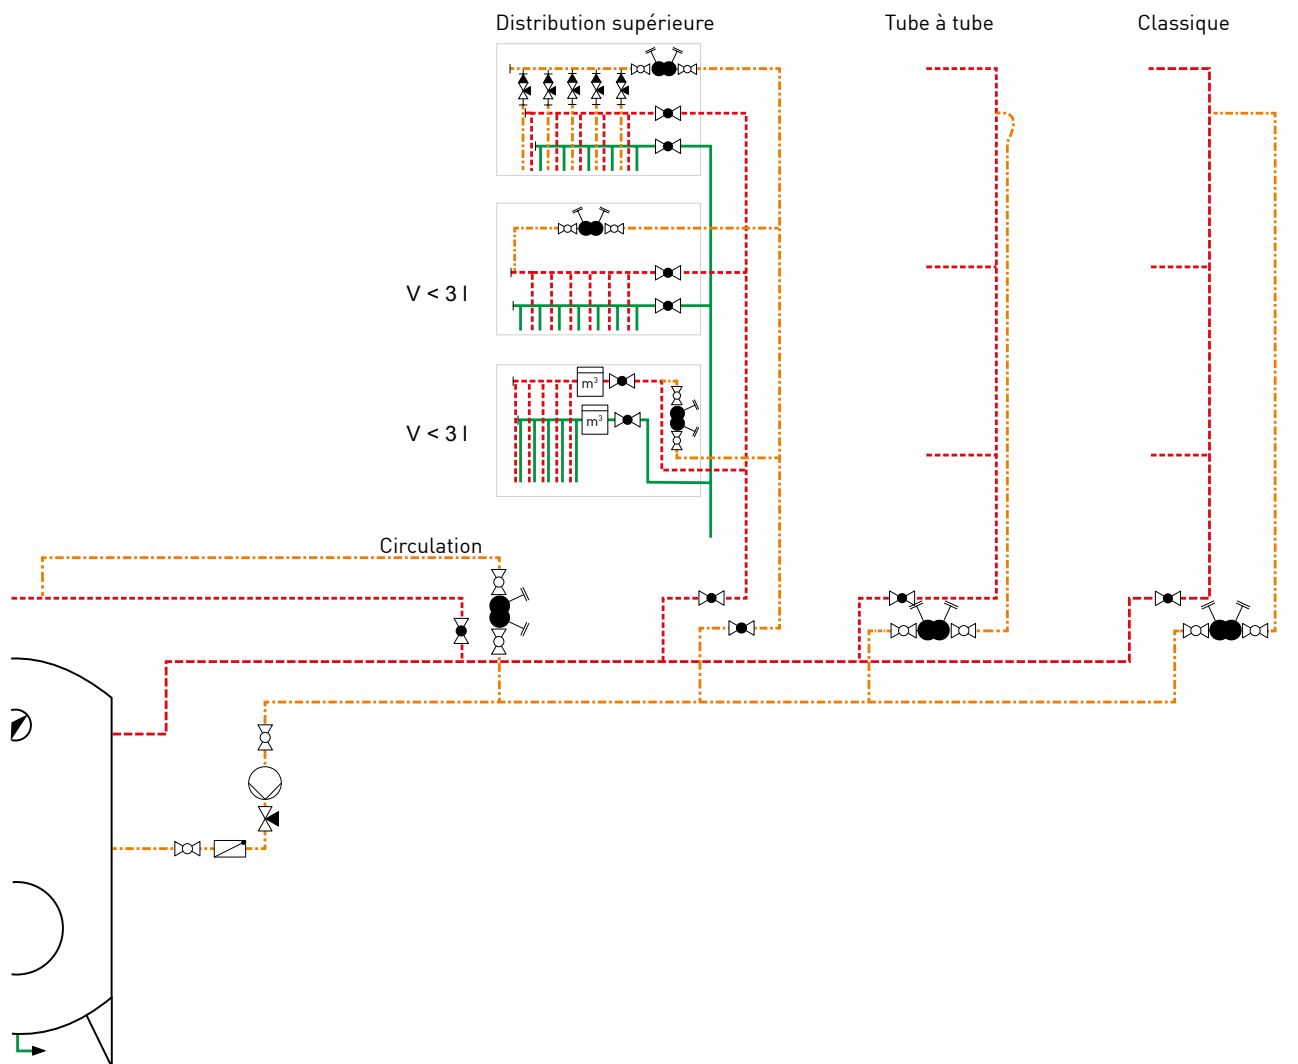 Distribution supérieure
Tube à tube
Classique
V < 3 l
m³
m³
V < 3 l
Circulation